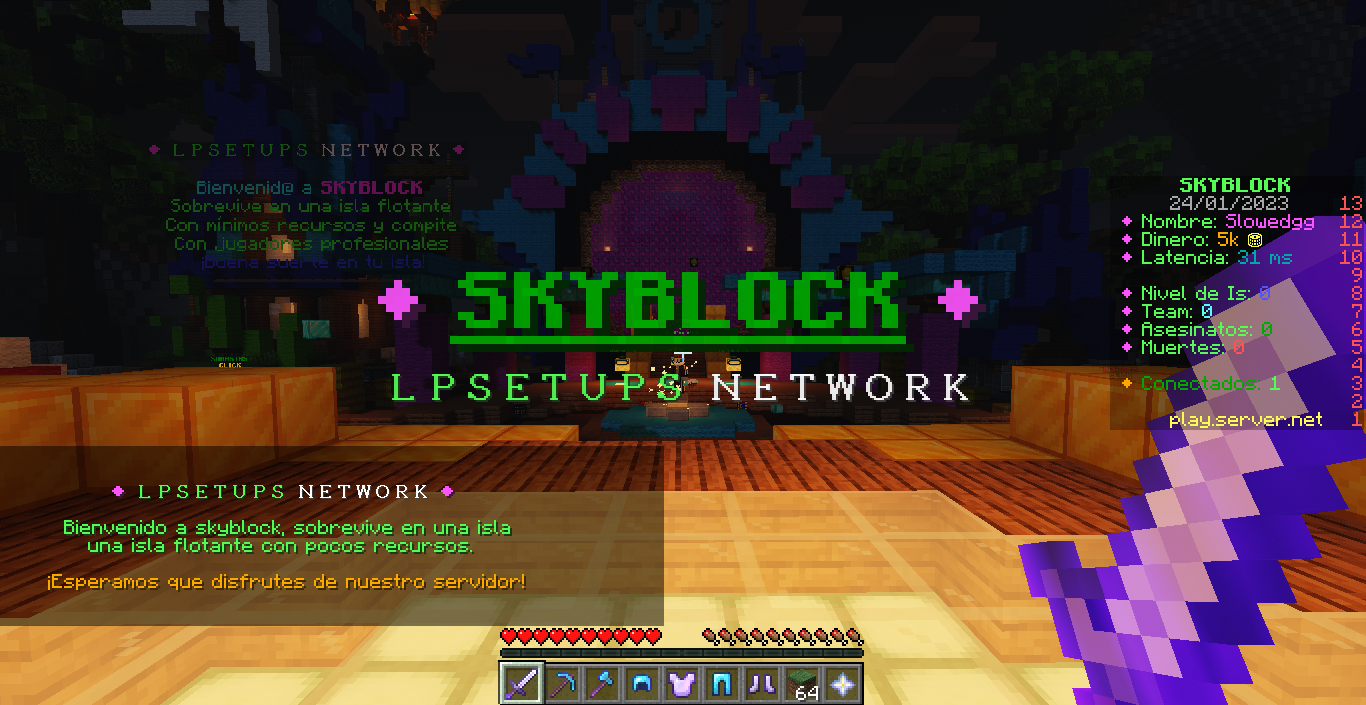 LPSETUPS NETWORK
Bienvenid@ a SKYBLOCK
Sobrevive en una isla flotante
Con minimos recursos y compite
Con jugadores profesionales
¡Buena suerte en tu isla!
SKYBLOCK
LPSETUPS NETWORK
CLICK
LPSETUPS NETWORK
Bienvenido a skyblock, sobrevive en una isla
una isla flotante con pocos recursos.
¡Esperamos que disfrutes de nuestro servidor!
SKYBLOCK
24/01/2023 13
Nombre: Slowedgg 12
Dinero: 5k 11
Latencia: 31 ms 10
9
Nivel de Is: 0 8
Team: 0 7
Asesinatos: 0 6
Muertes: 0 5
4
Conectados: 1 3
2
play.server.net 1
64